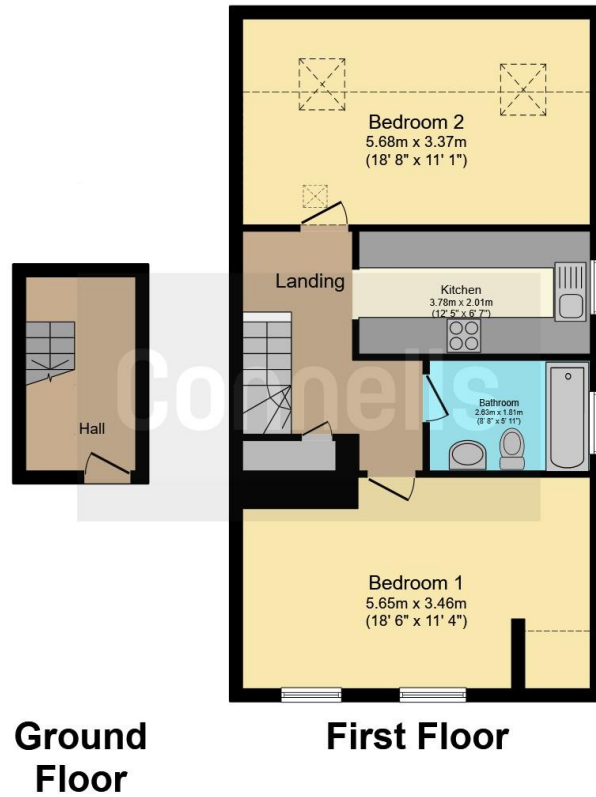 Bedroom 2
5.68m x 3.37m
(18' 8" x 11' 1")
Landing
Kitchen
3.78m x 2.01m
(12' 5" x 6' 7")
Connells
Bathroom
2.63m x 1.81m
(8' 8" x 5' 11")
Hall
Bedroom 1
5.65m x 3.46m
(18' 6" x 11' 4")
Ground
Floor
First Floor